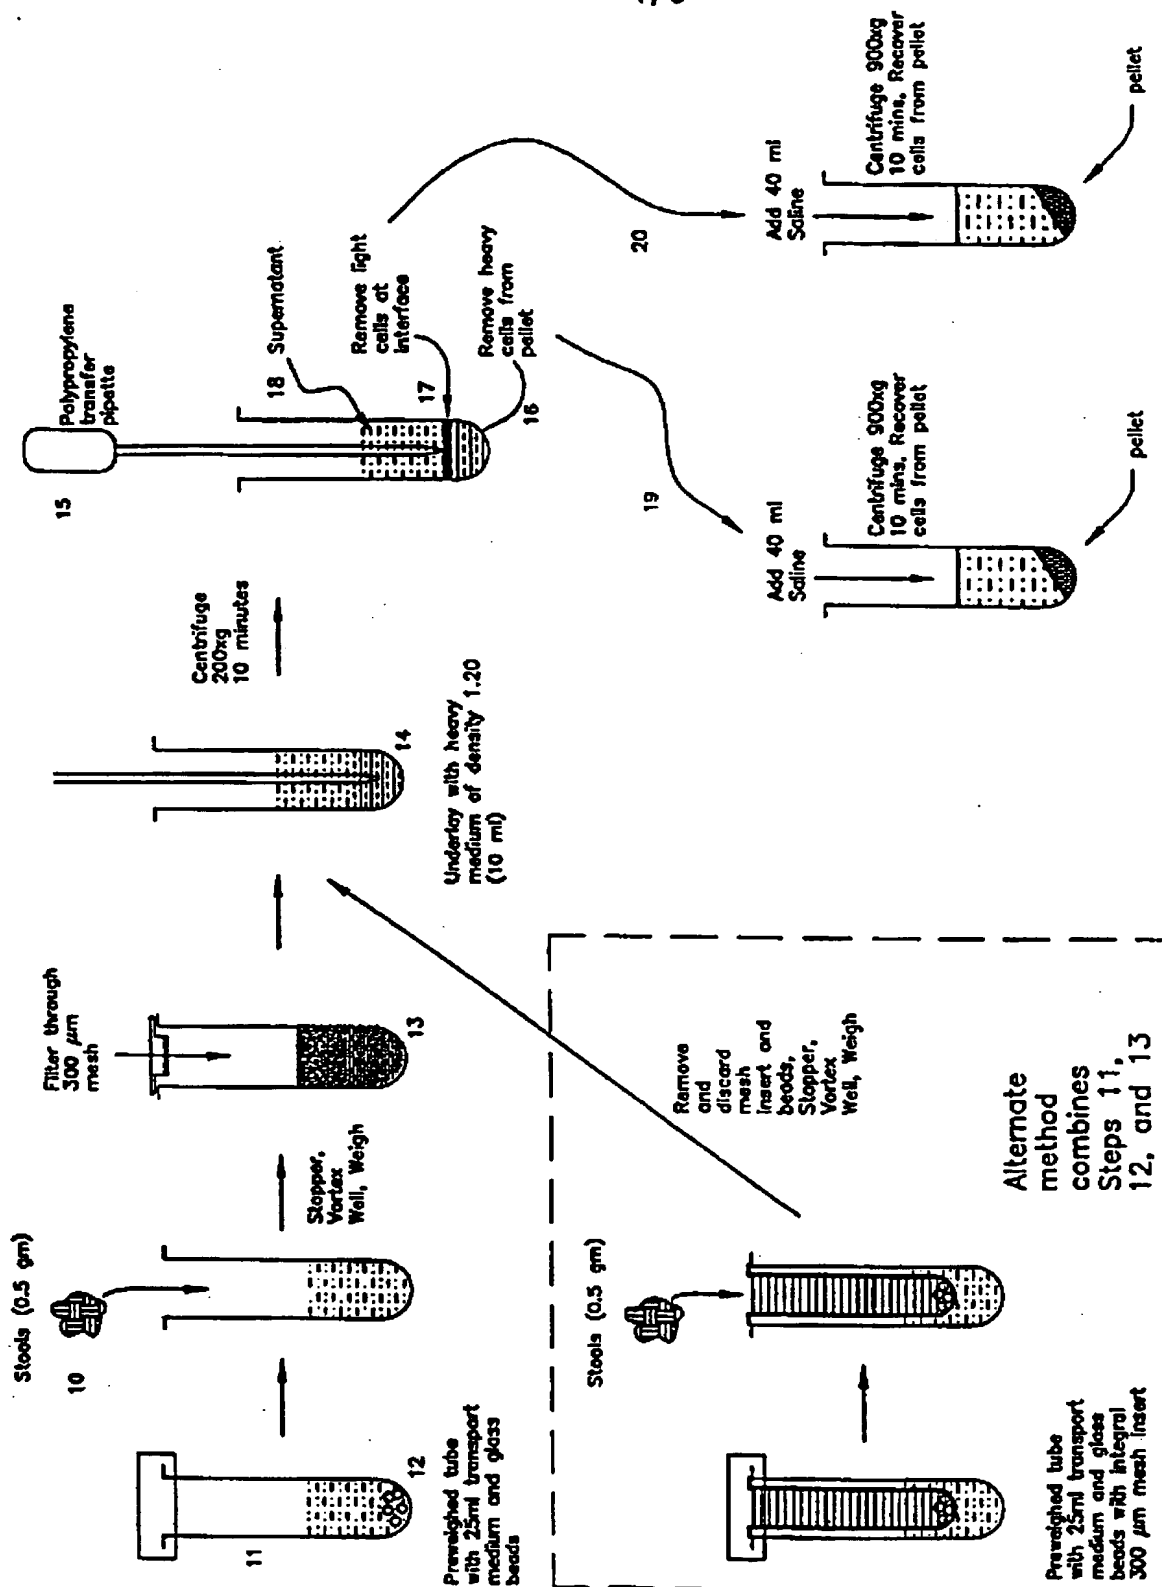 Stools (0.5 gm)
10
11
12
Preweighed tube
with 25ml transport
medium and glass
beads
Stopper,
Vortex
Well, Weigh
Filter through
300 µm
mesh
13
14
Underlay with heavy
medium of density 1.20
(10 ml)
Centrifuge
200xg
10 minutes
15
Polypropylene
transfer
pipette
18
Supernatant
Remove light
cells at
interface
17
Remove heavy
cells from
pellet
16
19
Add 40 ml
Saline
Centrifuge 900xg
10 mins. Recover
cells from pellet
pellet
20
Add 40 ml
Saline
Centrifuge 900xg
10 mins. Recover
cells from pellet
pellet
Stools (0.5 gm)
Preweighed tube
with 25ml transport
medium and glass
beads with integral
300 µm mesh insert
Remove
and
discard
mesh
insert and
beads,
Stopper,
Vortex
Well, Weigh
Alternate
method
combines
Steps 11,
12, and 13